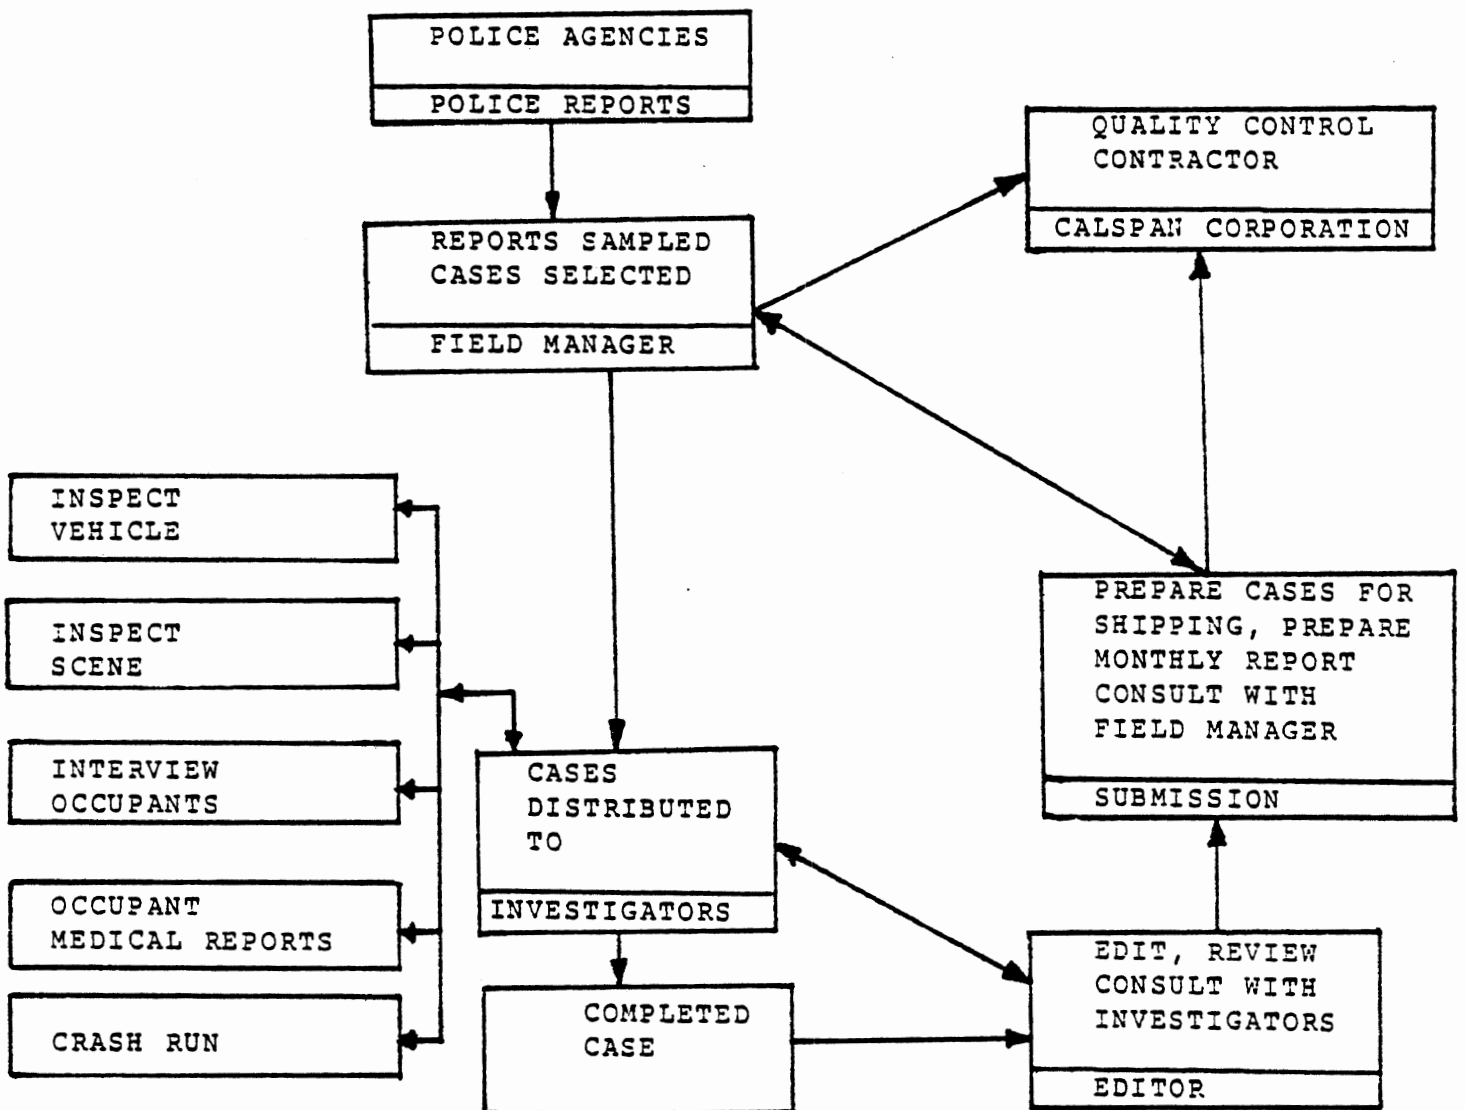 POLICE AGENCIES
POLICE REPORTS
QUALITY CONTROL
CONTRACTOR
CALSPAN CORPORATION
REPORTS SAMPLED
CASES SELECTED
FIELD MANAGER
INSPECT
VEHICLE
INSPECT
SCENE
INTERVIEW
OCCUPANTS
OCCUPANT
MEDICAL REPORTS
CRASH RUN
CASES
DISTRIBUTED
TO
INVESTIGATORS
COMPLETED
CASE
PREPARE CASES FOR
SHIPPING, PREPARE
MONTHLY REPORT
CONSULT WITH
FIELD MANAGER
SUBMISSION
EDIT, REVIEW
CONSULT WITH
INVESTIGATORS
EDITOR